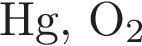 Hg, O₂